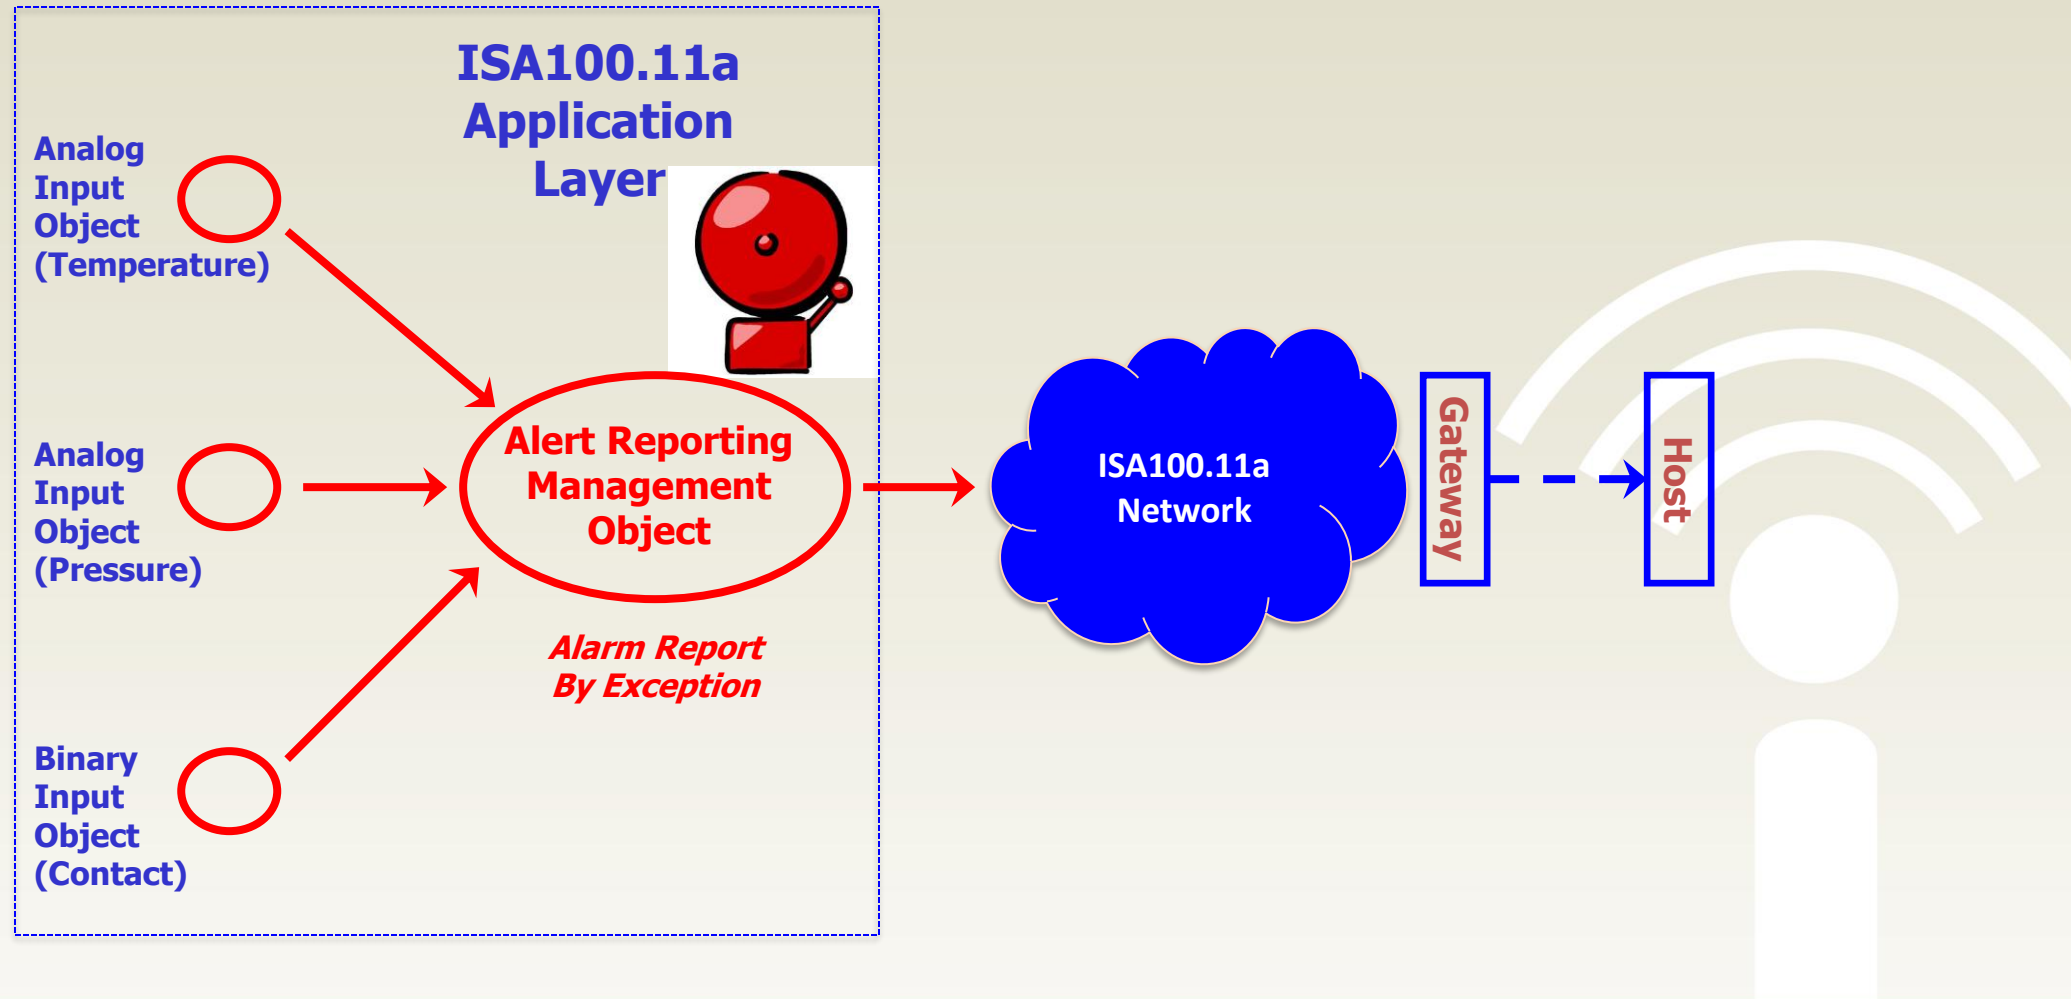 ISA100.11a
Application
Layer
Analog
Input
Object
(Temperature)
Analog
Input
Object
(Pressure)
Binary
Input
Object
(Contact)
Alert Reporting
Management
Object
Alarm Report
By Exception
ISA100.11a
Network
Gateway
Host